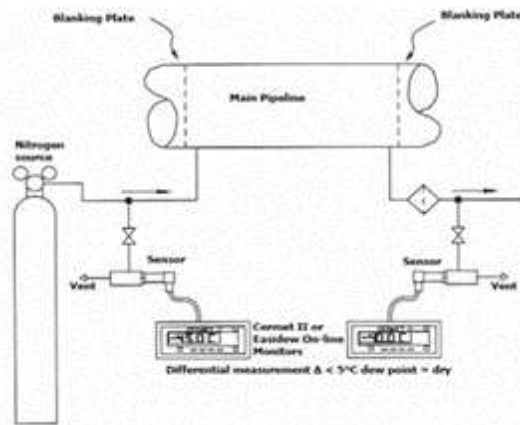 Blanking Plate
Blanking Plate
Main Pipeline
Nitrogen
source
Sensor
Sensor
Vent
Vent
Cermet II or
Easidew On-line
Monitors
Differential measurement Δ < 5°C dew point = dry